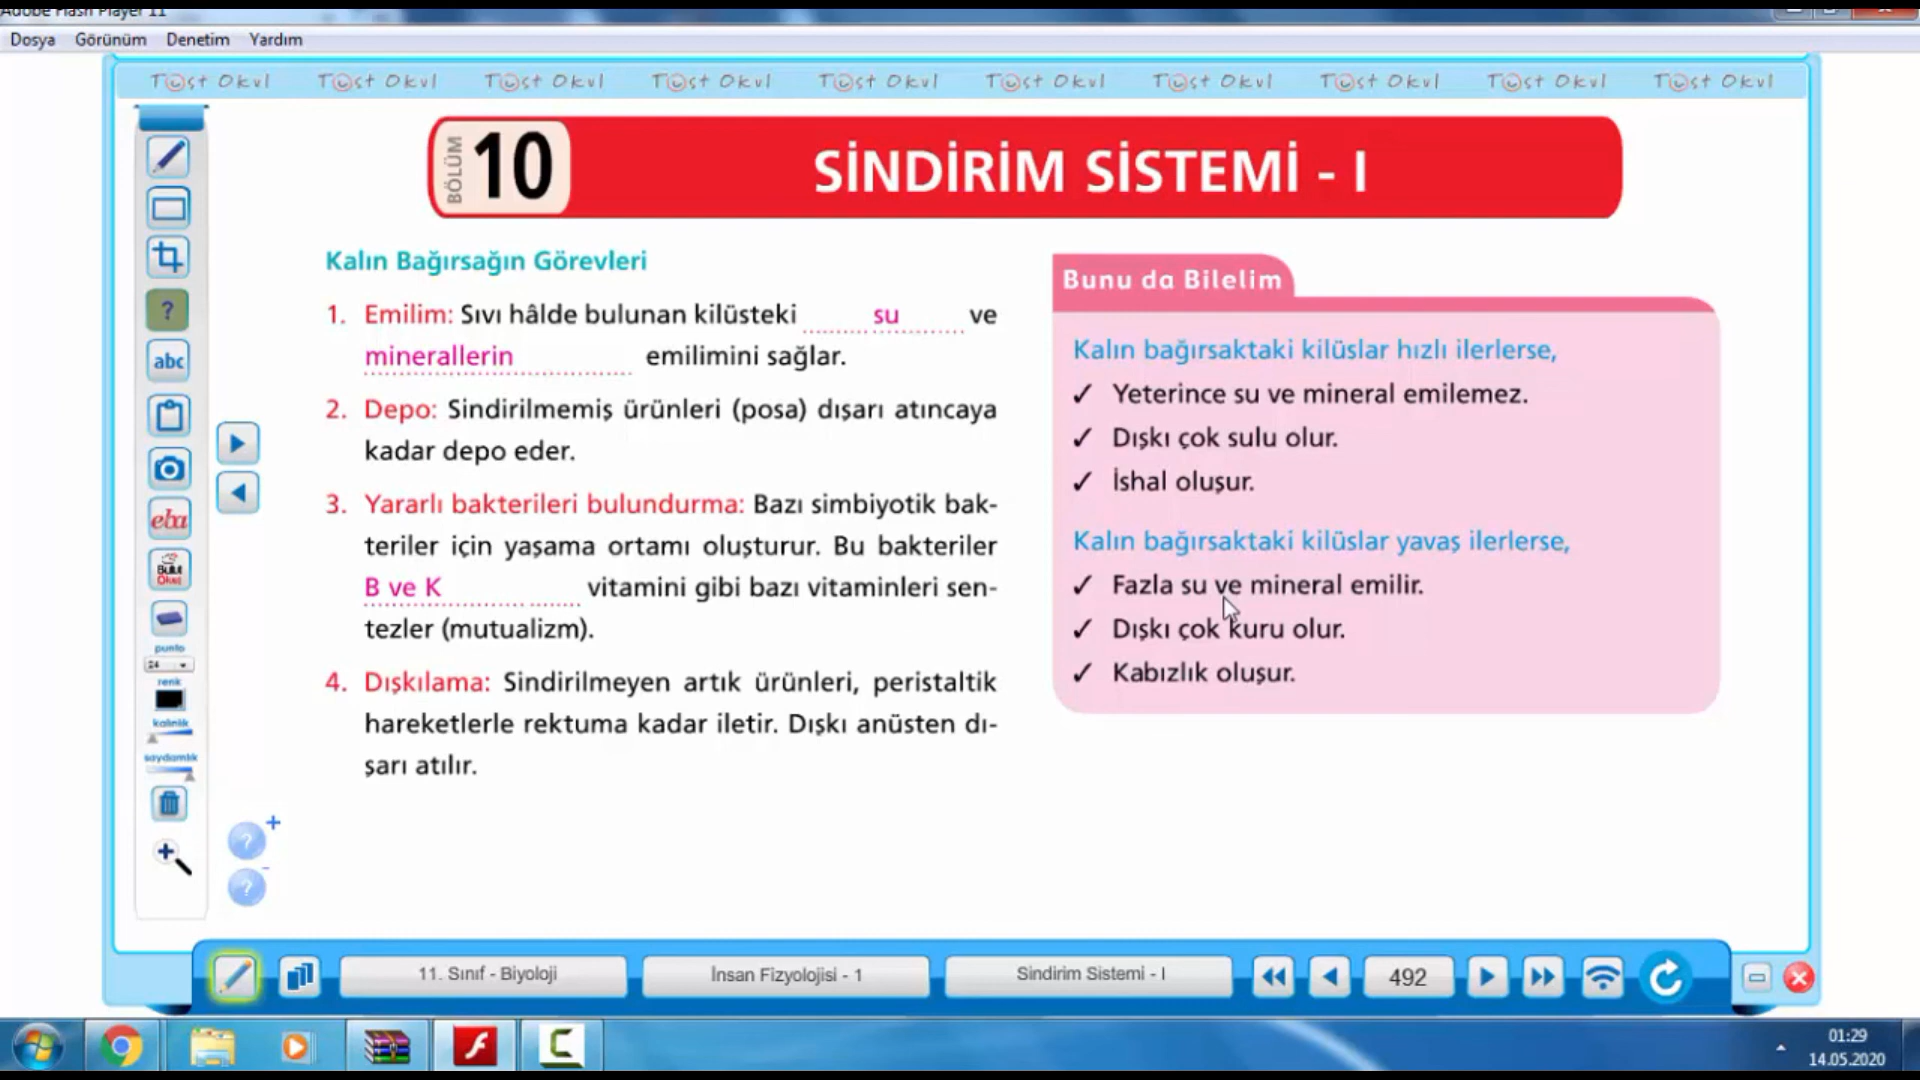 Adobe Flash Player 11
Dosya Görünüm Denetim Yardım
Test Okul Test Okul Test Okul Test Okul Test Okul Test Okul Test Okul Test Okul Test Okul Test Okul
BÖLÜM 10 SİNDİRİM SİSTEMİ - I
Kalın Bağırsağın Görevleri
1. Emilim: Sıvı hâlde bulunan kilüsteki su ve
minerallerin emilimini sağlar.
2. Depo: Sindirilmemiş ürünleri (posa) dışarı atıncaya
kadar depo eder.
3. Yararlı bakterileri bulundurma: Bazı simbiyotik bak-
teriler için yaşama ortamı oluşturur. Bu bakteriler
B ve K vitamini gibi bazı vitaminleri sen-
tezler (mutualizm).
4. Dışkılama: Sindirilmeyen artık ürünleri, peristaltik
hareketlerle rektuma kadar iletir. Dışkı anüsten dı-
şarı atılır.
Bunu da Bilelim
Kalın bağırsaktaki kilüslar hızlı ilerlerse,
✓ Yeterince su ve mineral emilemez.
✓ Dışkı çok sulu olur.
✓ İshal oluşur.
Kalın bağırsaktaki kilüslar yavaş ilerlerse,
✓ Fazla su ve mineral emilir.
✓ Dışkı çok kuru olur.
✓ Kabızlık oluşur.
?
abc
eba
Bulut
Okul
punto
24
renk
kalınlık
saydamlık
? +
? -
11. Sınıf - Biyoloji
İnsan Fizyolojisi - 1
Sindirim Sistemi - I
492
01:29
14.05.2020